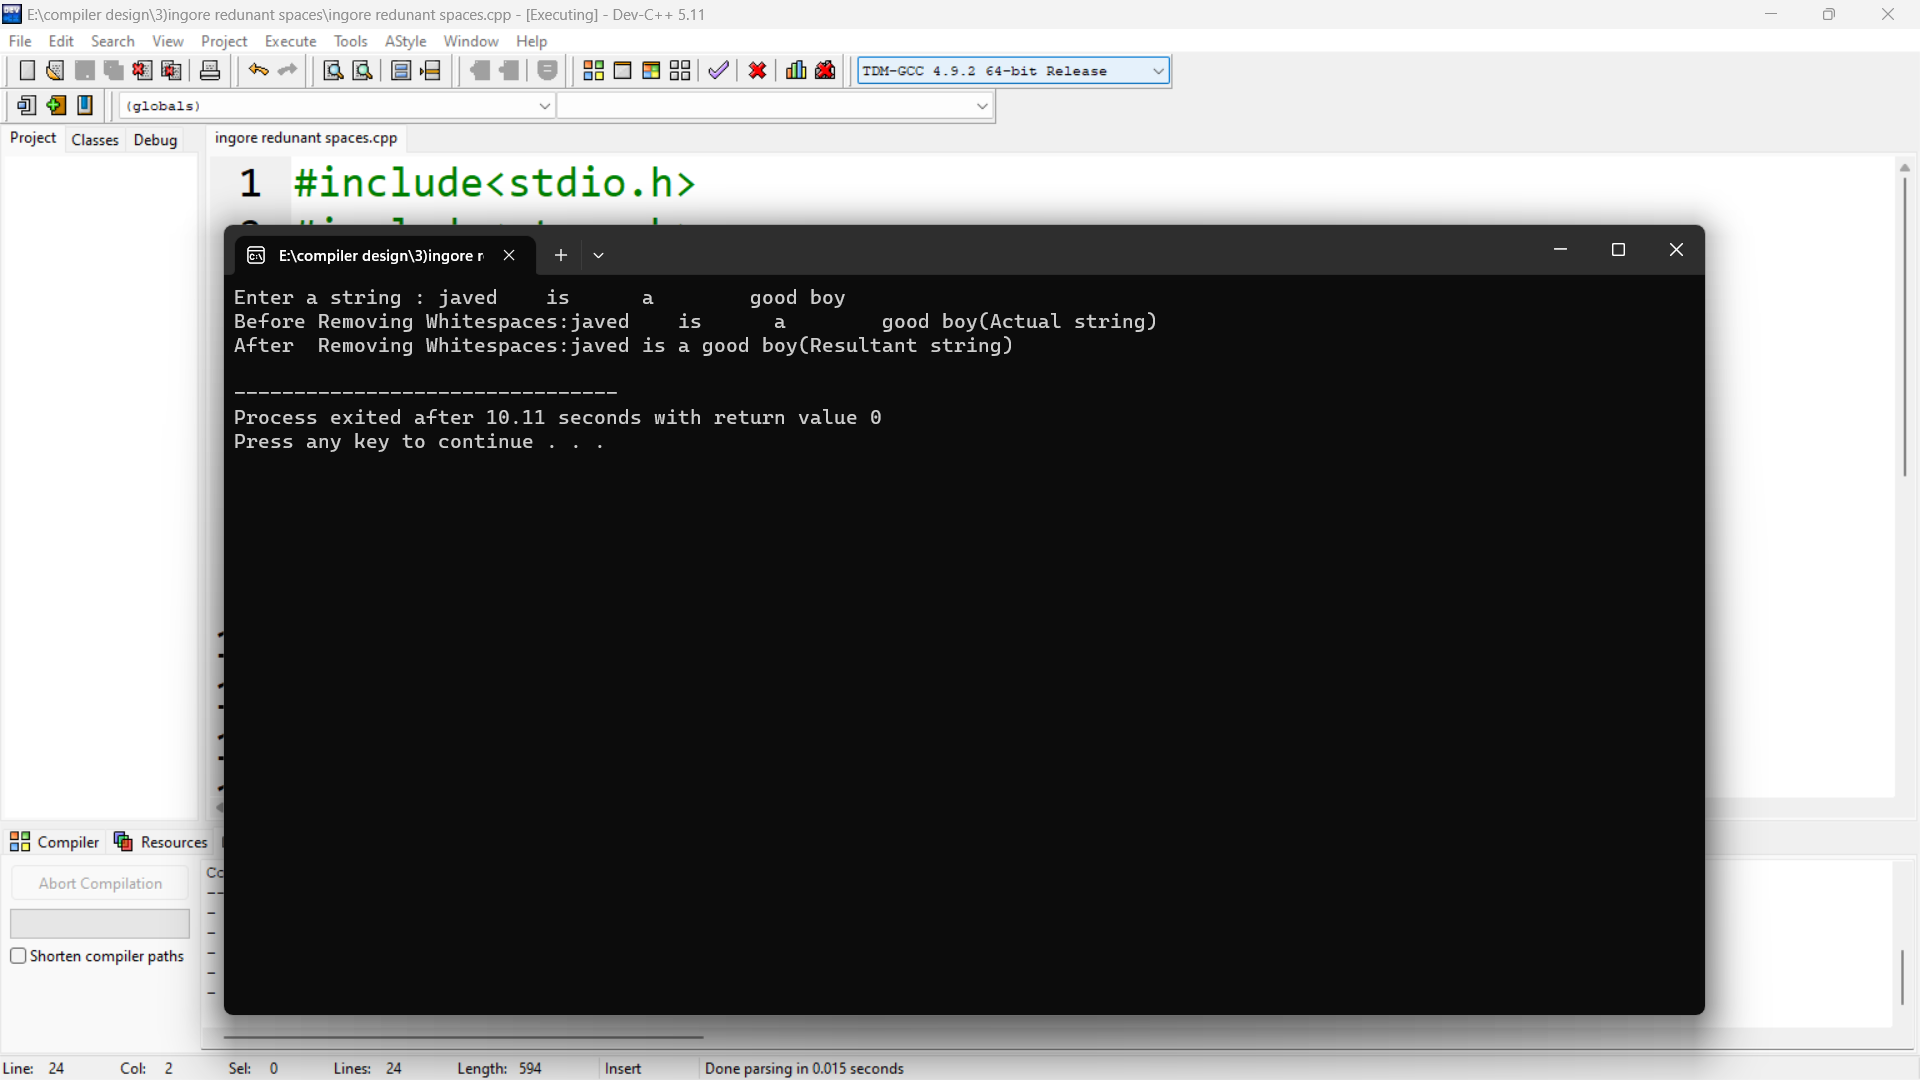 E:\compiler design\3)ingore redunant spaces\ingore redunant spaces.cpp - [Executing] - Dev-C++ 5.11
File Edit Search View Project Execute Tools AStyle Window Help
TDM-GCC 4.9.2 64-bit Release
(globals)
Project Classes Debug
ingore redunant spaces.cpp
1 #include<stdio.h>
E:\compiler design\3)ingore r
Enter a string : javed    is      a        good boy
Before Removing Whitespaces:javed    is      a        good boy(Actual string)
After  Removing Whitespaces:javed is a good boy(Resultant string)
--------------------------------
Process exited after 10.11 seconds with return value 0
Press any key to continue . . .
Compiler Resources
Abort Compilation
Shorten compiler paths
Line: 24 Col: 2 Sel: 0 Lines: 24 Length: 594 Insert Done parsing in 0.015 seconds